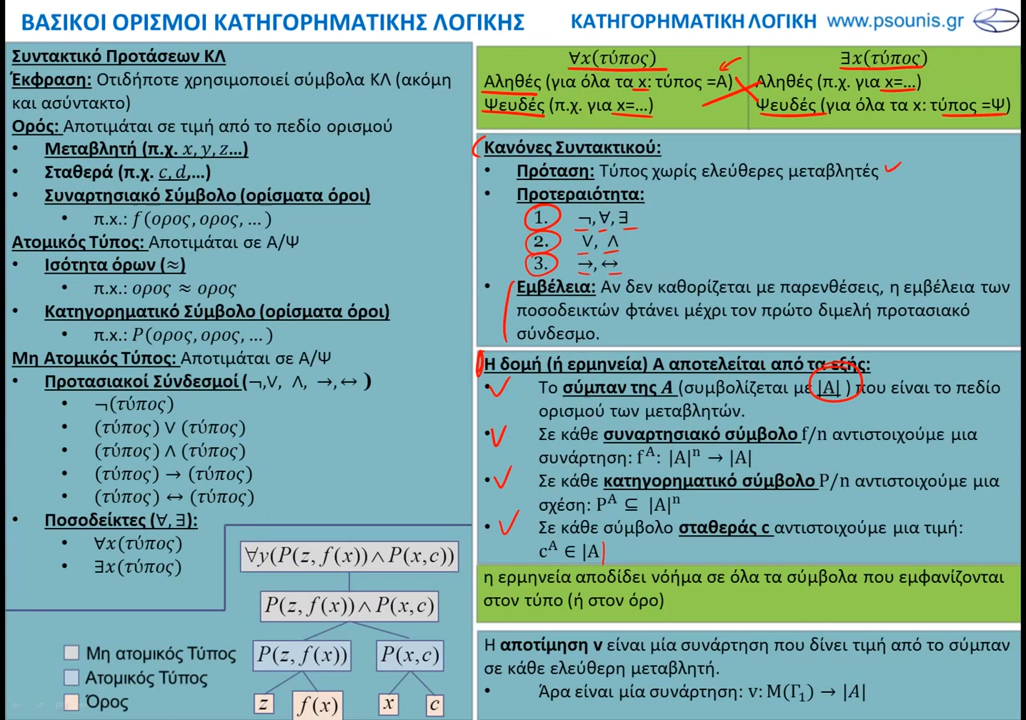 ΒΑΣΙΚΟΙ ΟΡΙΣΜΟΙ ΚΑΤΗΓΟΡΗΜΑΤΙΚΗΣ ΛΟΓΙΚΗΣ
ΚΑΤΗΓΟΡΗΜΑΤΙΚΗ ΛΟΓΙΚΗ www.psounis.gr
Συντακτικό Προτάσεων ΚΛ
Έκφραση: Οτιδήποτε χρησιμοποιεί σύμβολα ΚΛ (ακόμη
και ασύντακτο)
Ορός: Αποτιμάται σε τιμή από το πεδίο ορισμού
• Μεταβλητή (π.χ. x, y, z...)
• Σταθερά (π.χ. c, d,...)
• Συναρτησιακό Σύμβολο (ορίσματα όροι)
• π.χ.: f(ορος, ορος, ... )
Ατομικός Τύπος: Αποτιμάται σε Α/Ψ
• Ισότητα όρων (≈)
• π.χ.: ορος ≈ ορος
• Κατηγορηματικό Σύμβολο (ορίσματα όροι)
• π.χ.: P(ορος, ορος, ... )
Μη Ατομικός Τύπος: Αποτιμάται σε Α/Ψ
• Προτασιακοί Σύνδεσμοί (¬,∨, ∧, →,↔ )
• ¬(τύπος)
• (τύπος) ∨ (τύπος)
• (τύπος) ∧ (τύπος)
• (τύπος) → (τύπος)
• (τύπος) ↔ (τύπος)
• Ποσοδείκτες (∀, ∃):
• ∀x(τύπος)
• ∃x(τύπος)
∀y(P(z, f(x)) ∧ P(x,c))
P(z, f(x)) ∧ P(x,c)
P(z, f(x)) P(x,c)
z f(x) x c
Μη ατομικός Τύπος
Ατομικός Τύπος
Όρος
∀x(τύπος)
Αληθές (για όλα τα x: τύπος =Α)
Ψευδές (π.χ. για x=...)
∃x(τύπος)
Αληθές (π.χ. για x=...)
Ψευδές (για όλα τα x: τύπος =Ψ)
Κανόνες Συντακτικού:
• Πρόταση: Τύπος χωρίς ελεύθερες μεταβλητές
• Προτεραιότητα:
1. ¬, ∀, ∃
2. ∨, ∧
3. →, ↔
• Εμβέλεια: Αν δεν καθορίζεται με παρενθέσεις, η εμβέλεια των
ποσοδεικτών φτάνει μέχρι τον πρώτο διμελή προτασιακό
σύνδεσμο.
Η δομή (ή ερμηνεία) Α αποτελείται από τα εξής:
• Το σύμπαν της A (συμβολίζεται με |A| ) που είναι το πεδίο
ορισμού των μεταβλητών.
• Σε κάθε συναρτησιακό σύμβολο f/n αντιστοιχούμε μια
συνάρτηση: fᴬ: |A|ⁿ → |A|
• Σε κάθε κατηγορηματικό σύμβολο P/n αντιστοιχούμε μια
σχέση: Pᴬ ⊆ |A|ⁿ
• Σε κάθε σύμβολο σταθεράς c αντιστοιχούμε μια τιμή:
cᴬ ∈ |A|
η ερμηνεία αποδίδει νόήμα σε όλα τα σύμβολα που εμφανίζονται
στον τύπο (ή στον όρο)
Η αποτίμηση v είναι μία συνάρτηση που δίνει τιμή από το σύμπαν
σε κάθε ελεύθερη μεταβλητή.
• Άρα είναι μία συνάρτηση: v: M(Γ₁) → |A|